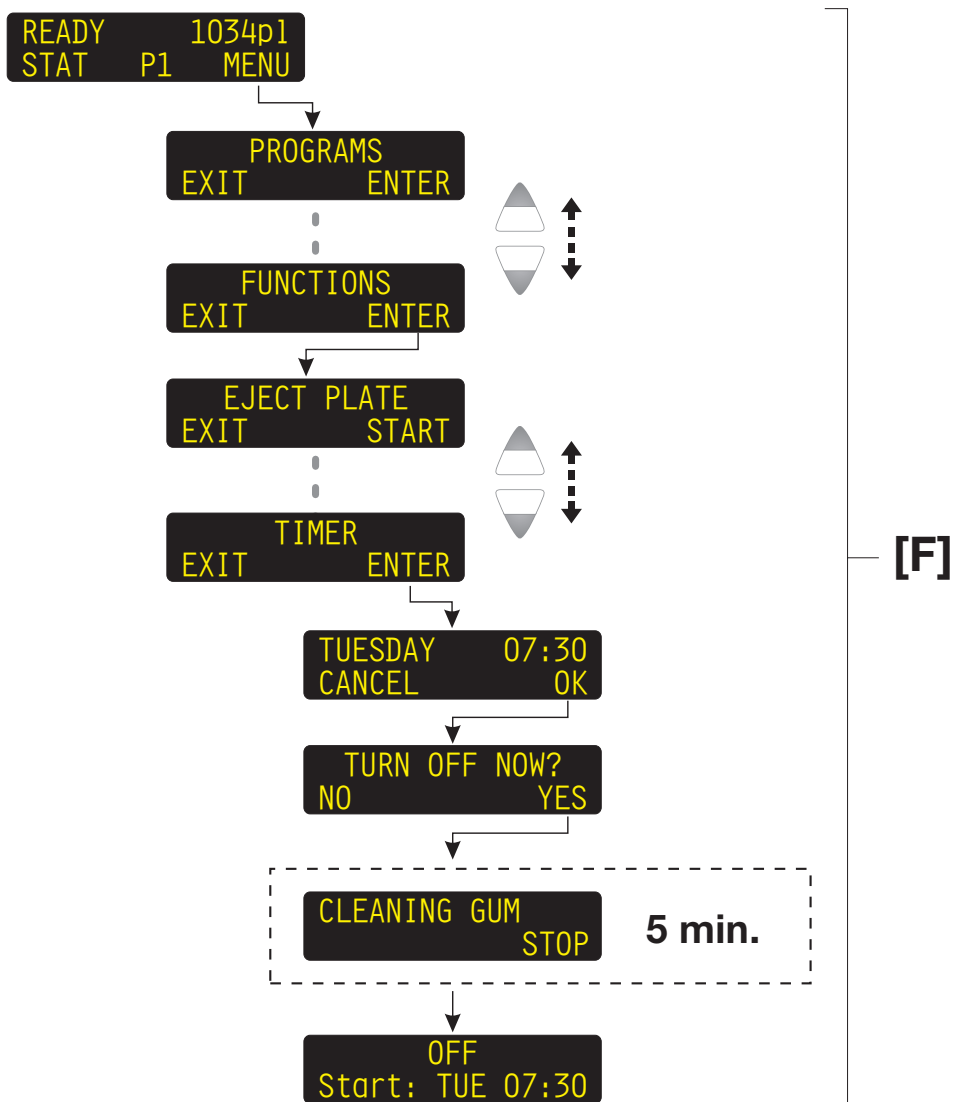 READY 1034pl
STAT P1 MENU
PROGRAMS
EXIT ENTER
FUNCTIONS
EXIT ENTER
EJECT PLATE
EXIT START
TIMER
EXIT ENTER
[F]
TUESDAY 07:30
CANCEL OK
TURN OFF NOW?
NO YES
CLEANING GUM
STOP
5 min.
OFF
Start: TUE 07:30